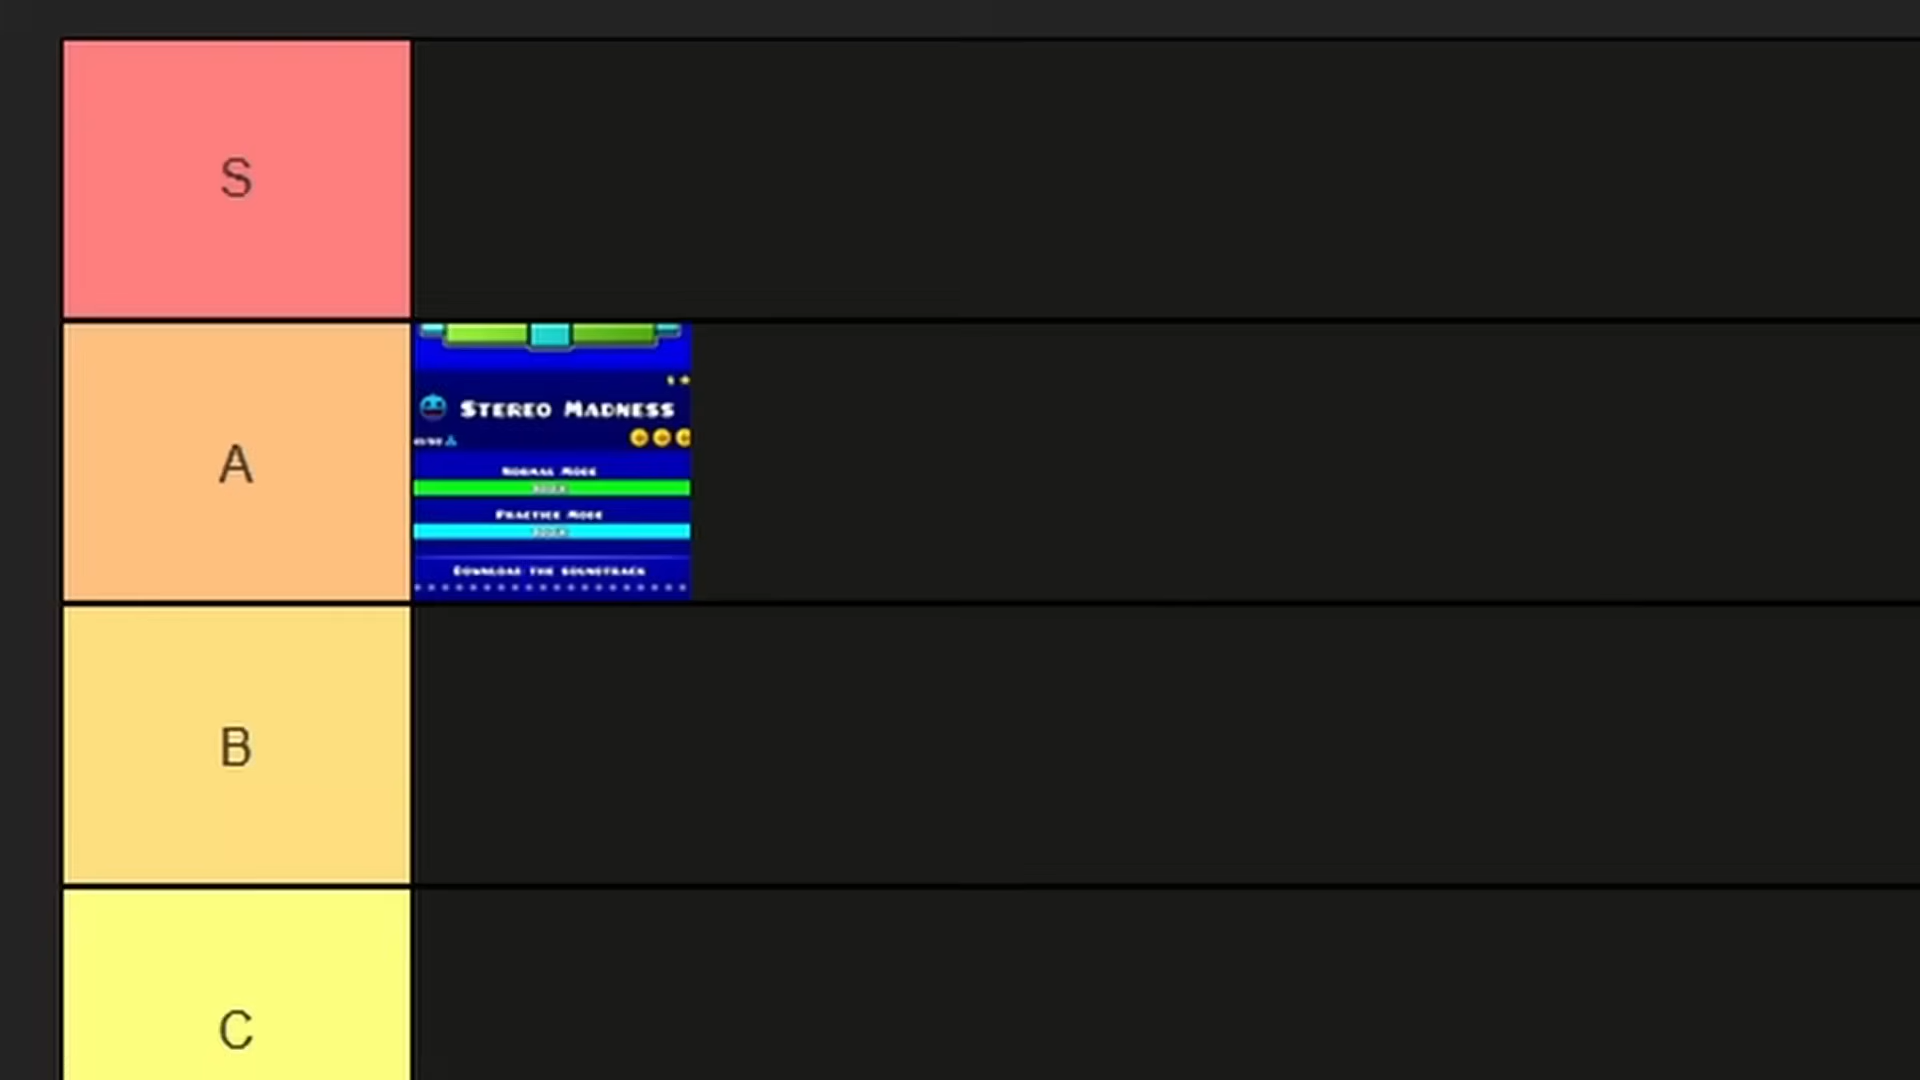 S
A
STEREO MADNESS
NORMAL MODE
PRACTICE MODE
DOWNLOAD THE SOUNDTRACK
B
C